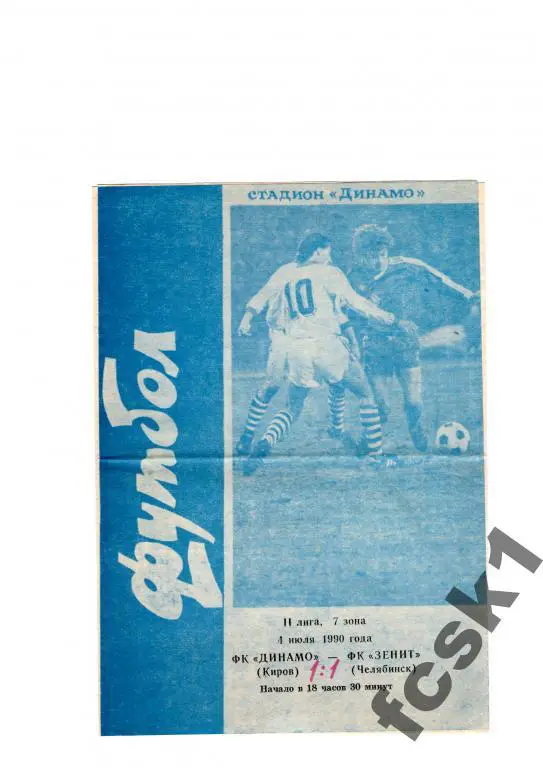 СТАДИОН «ДИНАМО»
футбол
10
II лига, 7 зона
4 июля 1990 года
ФК «ДИНАМО» — ФК «ЗЕНИТ»
(Киров) 1:1 (Челябинск)
Начало в 18 часов 30 минут
fcsk1